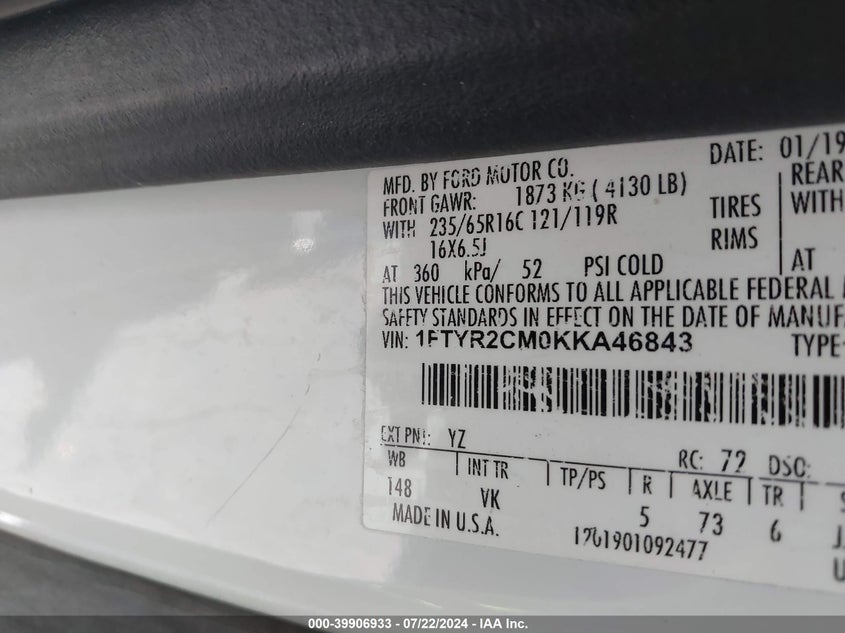 DATE: 01/19
MFD. BY FORD MOTOR CO.
FRONT GAWR: 1873 KG ( 4130 LB)
REAR
WITH 235/65R16C 121/119R TIRES
WITH
16X6.5J RIMS
AT 360 kPa/ 52 PSI COLD
AT
THIS VEHICLE CONFORMS TO ALL APPLICABLE FEDERAL
SAFETY STANDARDS IN EFFECT ON THE DATE OF MANUFA
VIN: 1FTYR2CM0KKA46843 TYPE:
EXT PNT: YZ RC: 72 DSO:
WB INT TR TP/PS R AXLE TR
148 VK 5 73 6
MADE IN U.S.A.
000-39906933 / 07/22/2024 / IAA Inc.